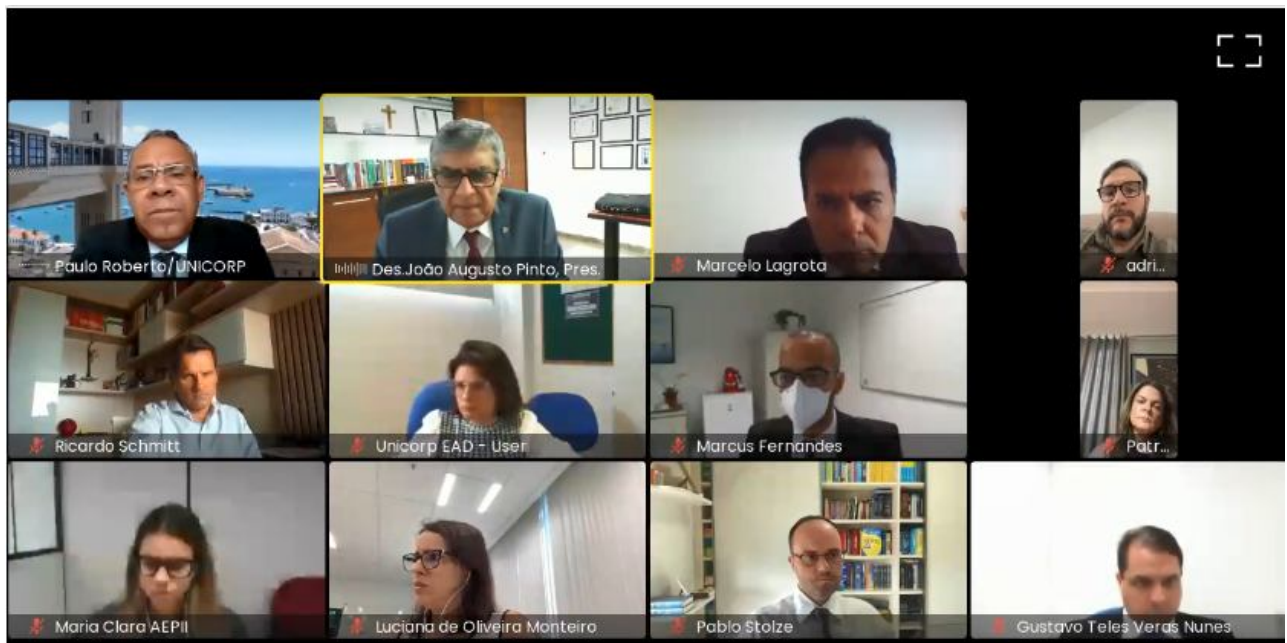 Paulo Roberto/UNICORP
Des.João Augusto Pinto, Pres.
Marcelo Lagrota
adri...
Ricardo Schmitt
Unicorp EAD - User
Marcus Fernandes
Patr...
Maria Clara AEPII
Luciana de Oliveira Monteiro
Pablo Stolze
Gustavo Teles Veras Nunes